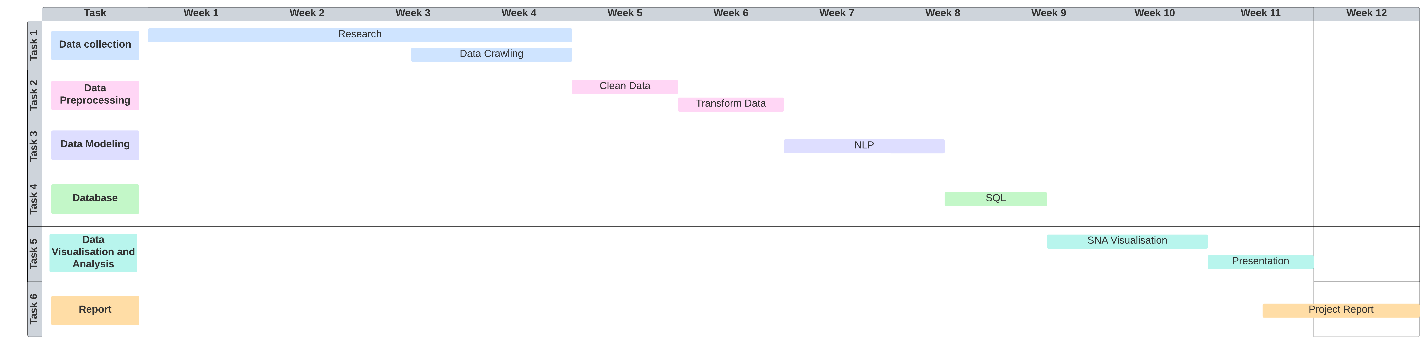 Task Week 1 Week 2 Week 3 Week 4 Week 5 Week 6 Week 7 Week 8 Week 9 Week 10 Week 11 Week 12
Task 1
Data collection
Research
Data Crawling
Task 2
Data
Preprocessing
Clean Data
Transform Data
Task 3
Data Modeling
NLP
Task 4
Database
SQL
Task 5
Data
Visualisation and
Analysis
SNA Visualisation
Presentation
Task 6
Report
Project Report